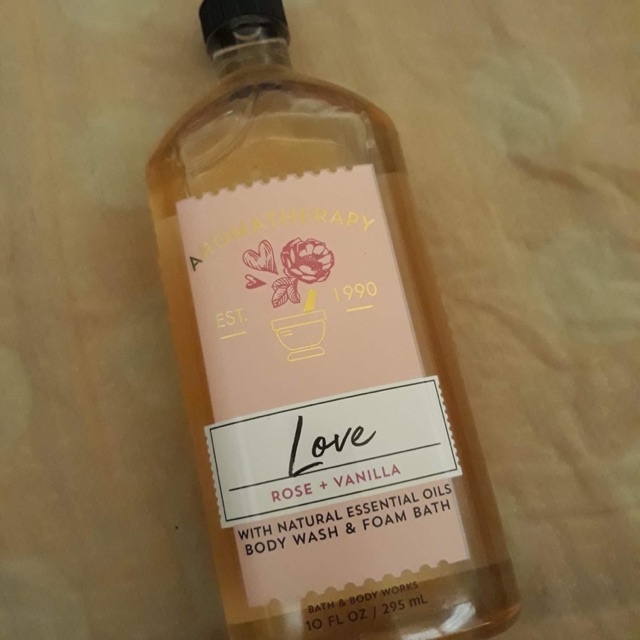 AROMATHERAPY
EST. 1990
Love
ROSE + VANILLA
WITH NATURAL ESSENTIAL OILS
BODY WASH & FOAM BATH
BATH & BODY WORKS
10 FL OZ / 295 mL